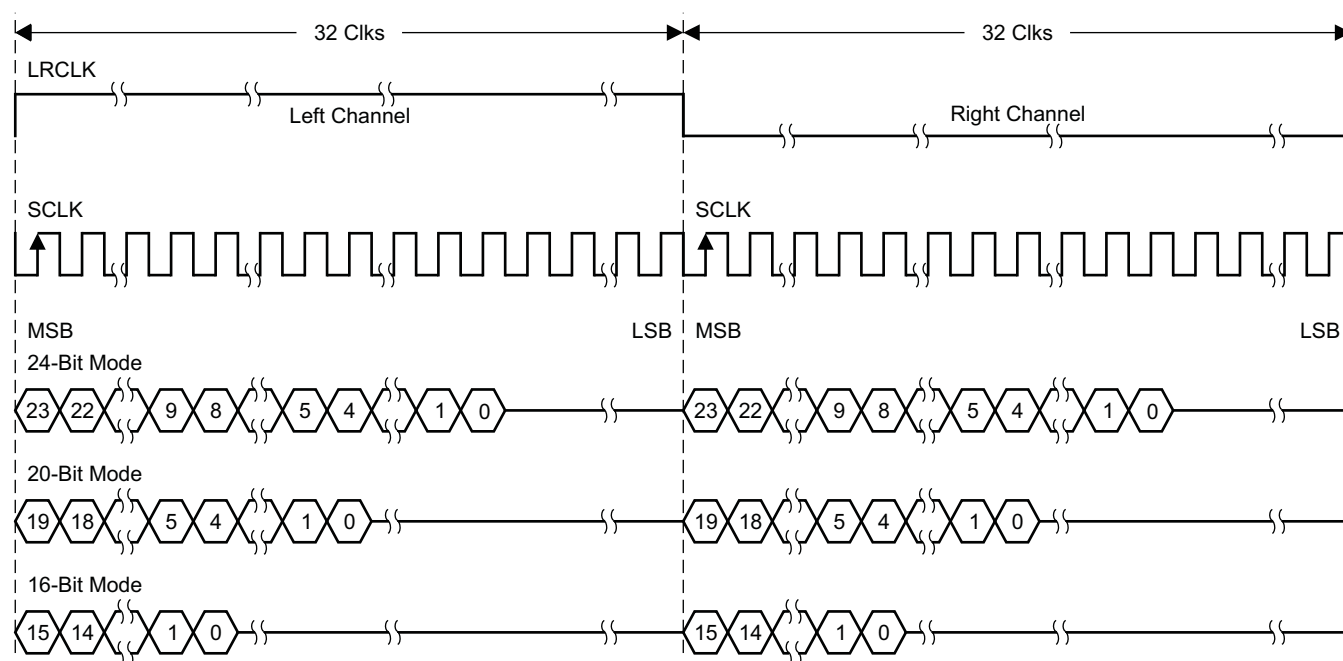 32 Clks 32 Clks
LRCLK
Left Channel Right Channel
SCLK SCLK
MSB LSB MSB LSB
24-Bit Mode
23 22 9 8 5 4 1 0 23 22 9 8 5 4 1 0
20-Bit Mode
19 18 5 4 1 0 19 18 5 4 1 0
16-Bit Mode
15 14 1 0 15 14 1 0